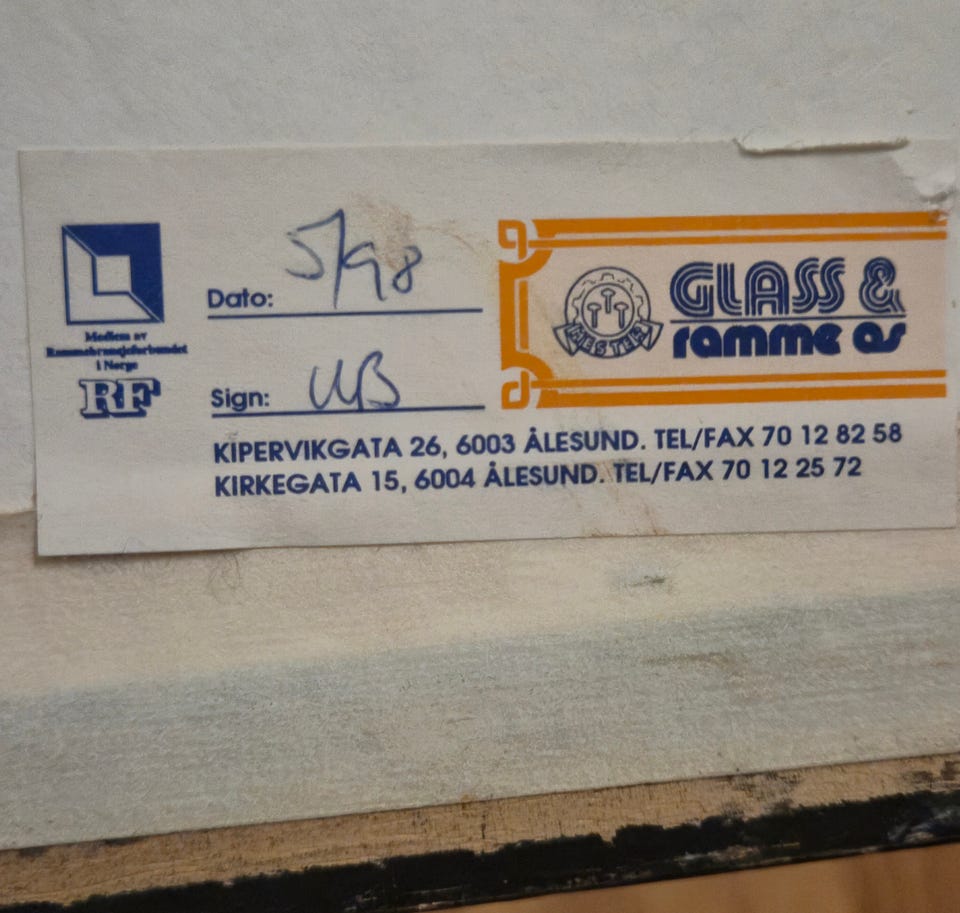 Medlem av
Rammebransjeforbundet
i Norge
RF
Dato: 5/98
Sign: UB
MESTER
GLASS &
ramme as
KIPERVIKGATA 26, 6003 ÅLESUND. TEL/FAX 70 12 82 58
KIRKEGATA 15, 6004 ÅLESUND. TEL/FAX 70 12 25 72